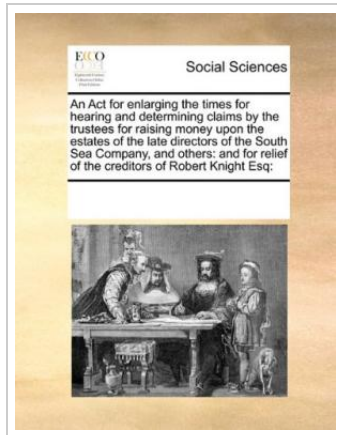 ECCO
Social Sciences
An Act for enlarging the times for
hearing and determining claims by the
trustees for raising money upon the
estates of the late directors of the South
Sea Company, and others: and for relief
of the creditors of Robert Knight Esq: